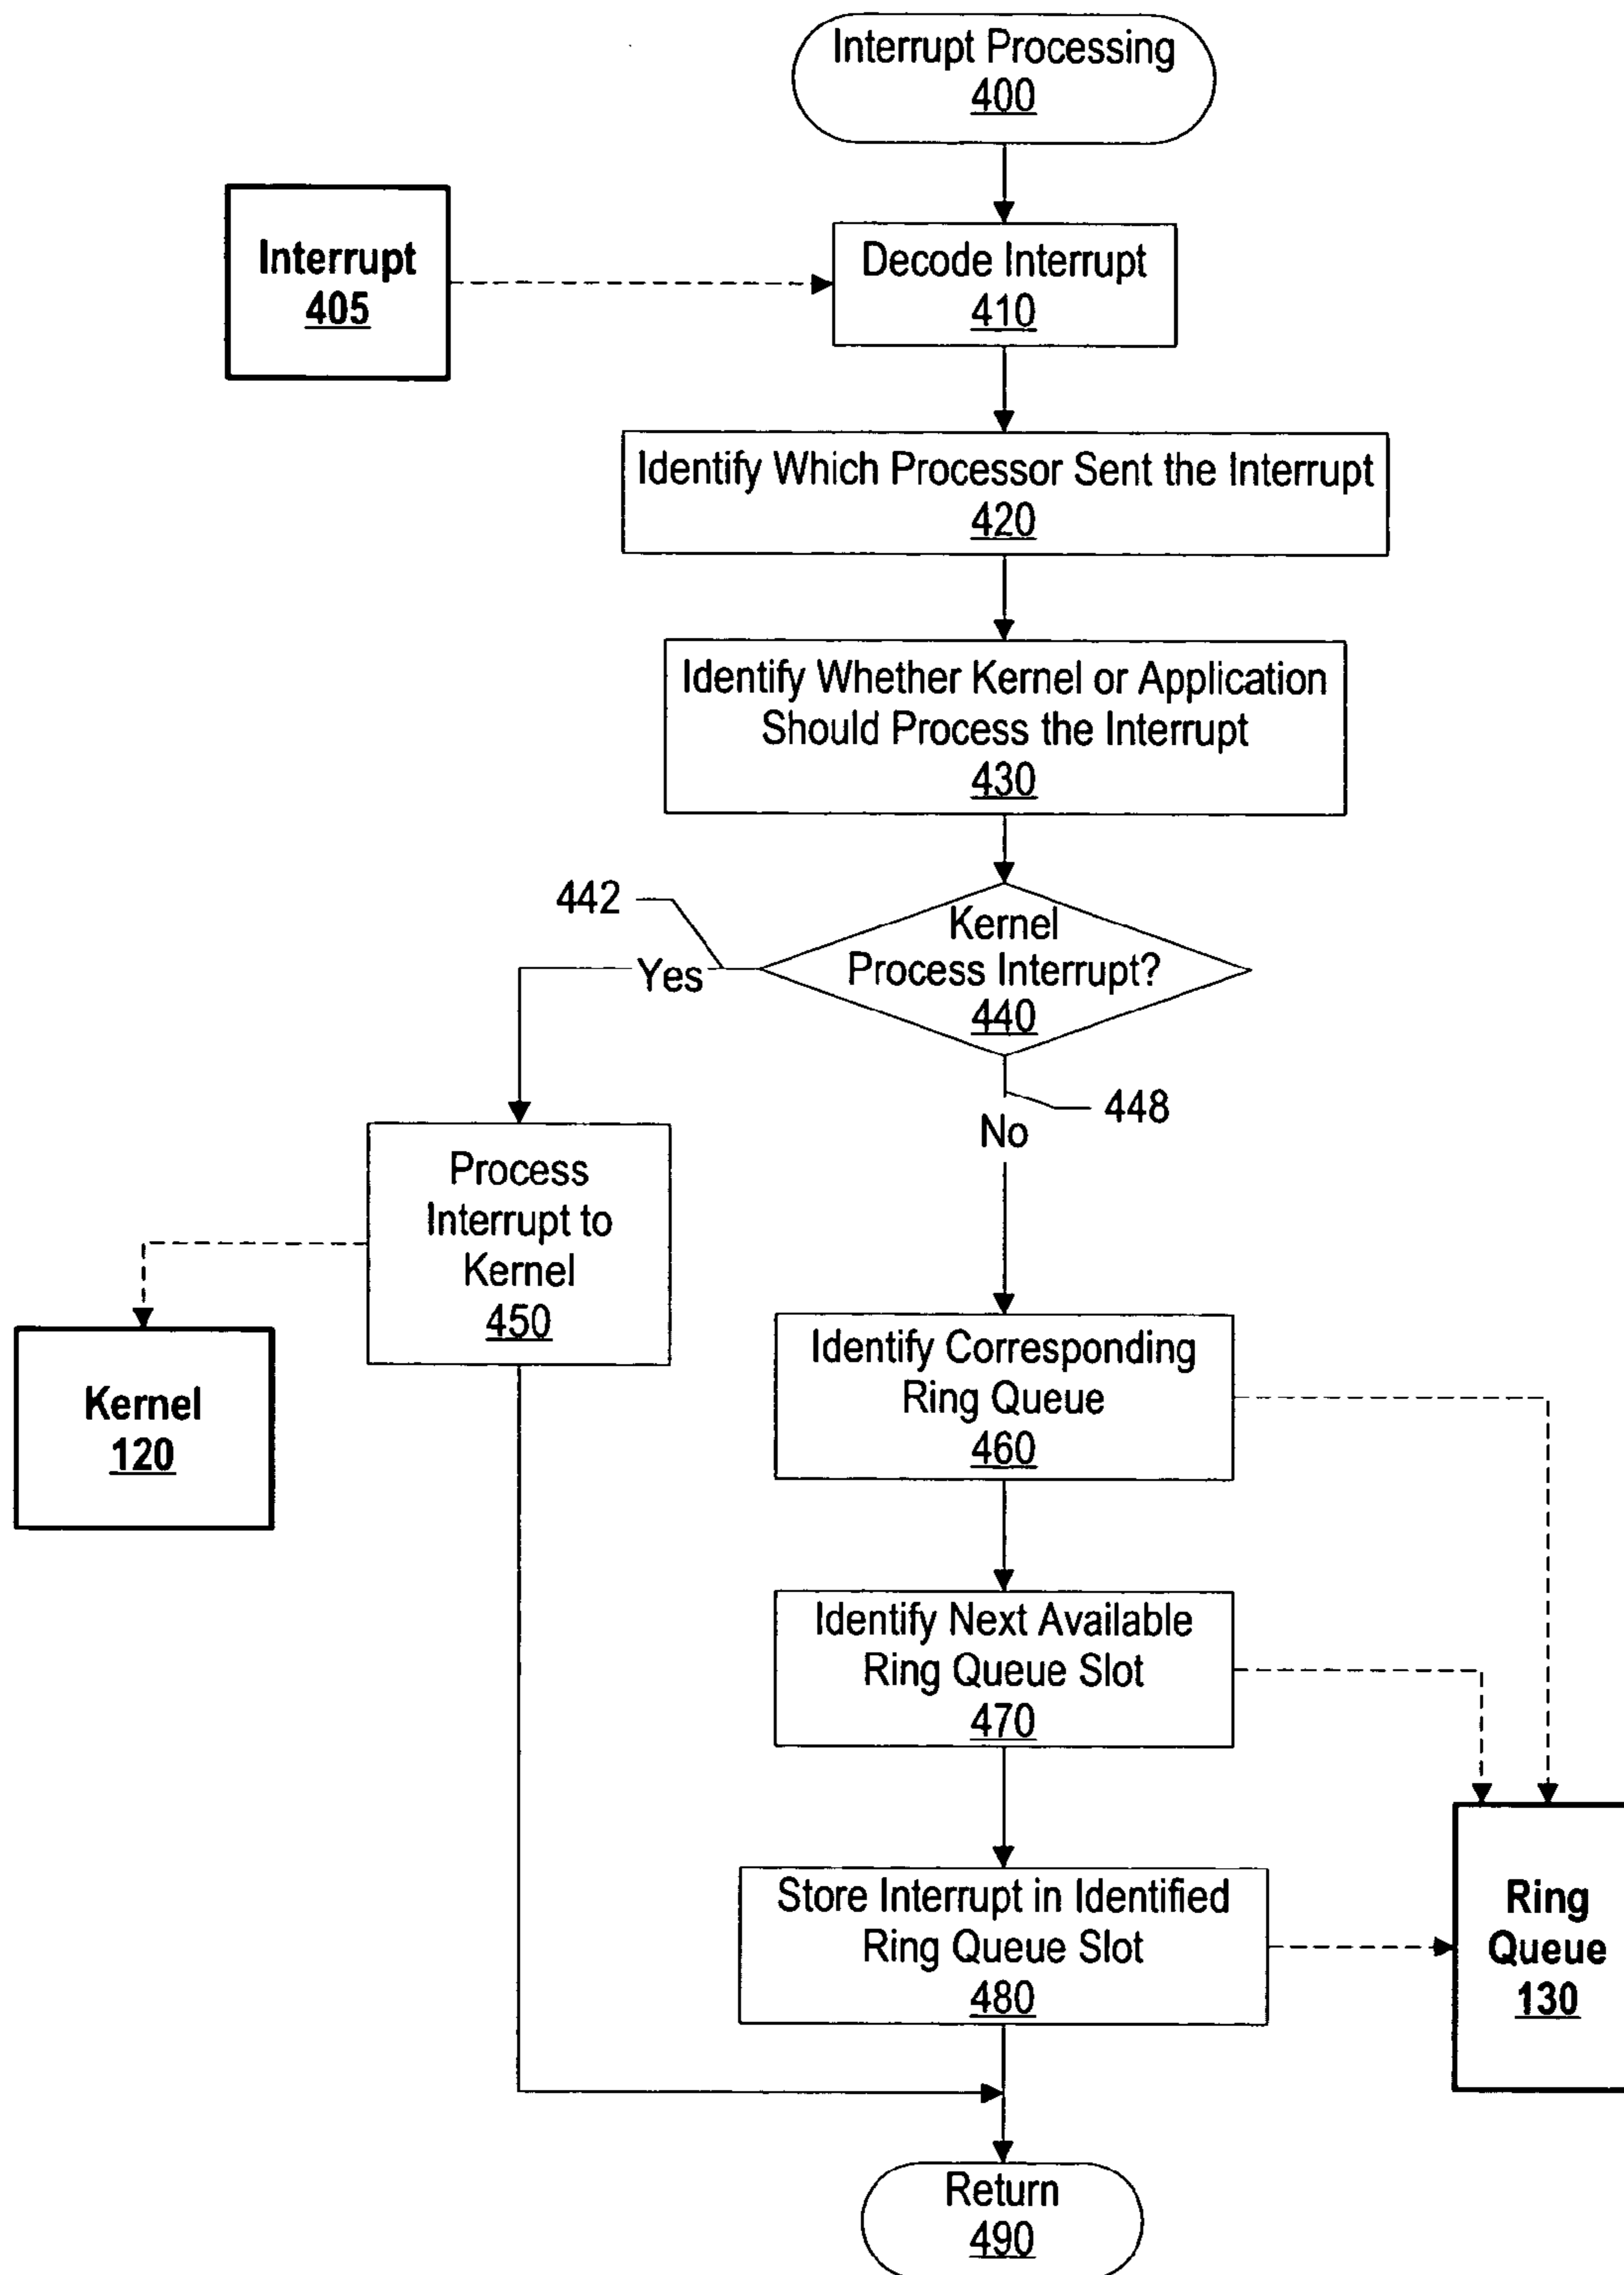 Interrupt Processing
400
Interrupt
405
Decode Interrupt
410
Identify Which Processor Sent the Interrupt
420
Identify Whether Kernel or Application
Should Process the Interrupt
430
442
Kernel
Process Interrupt?
440
Yes
448
No
Process
Interrupt to
Kernel
450
Kernel
120
Identify Corresponding
Ring Queue
460
Identify Next Available
Ring Queue Slot
470
Store Interrupt in Identified
Ring Queue Slot
480
Ring
Queue
130
Return
490